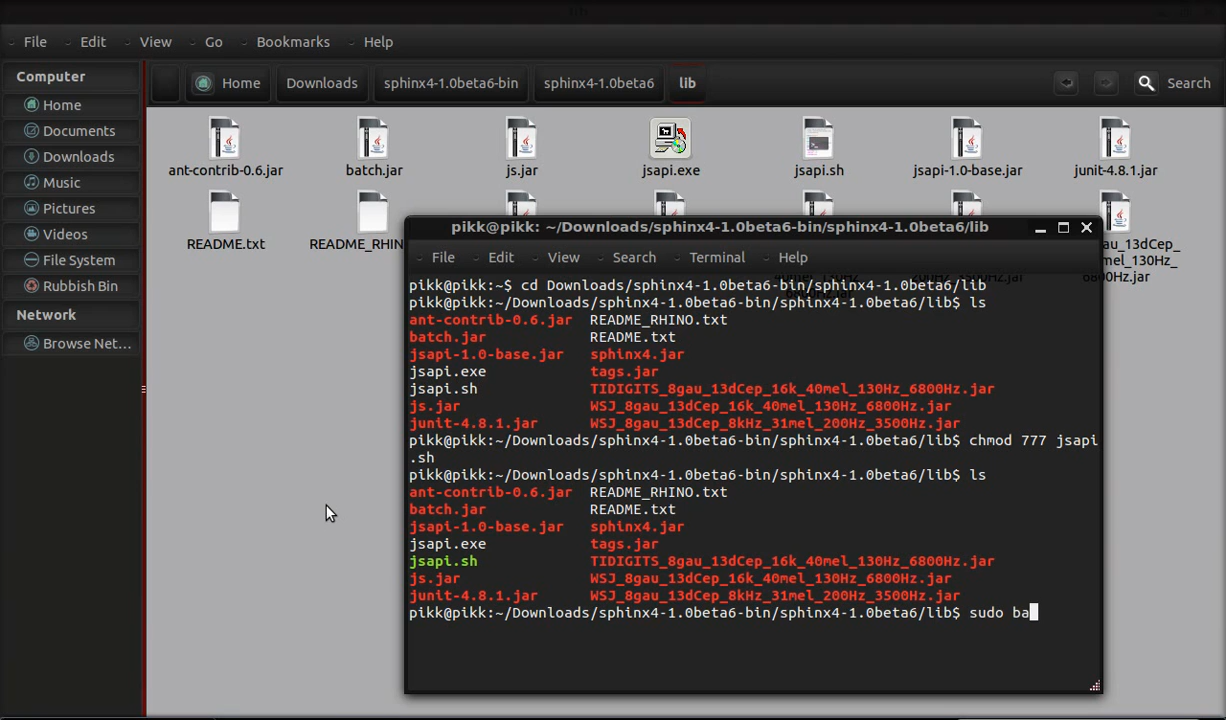 File Edit View Go Bookmarks Help
Computer
Home
Documents
Downloads
Music
Pictures
Videos
File System
Rubbish Bin
Network
Browse Net...
Home Downloads sphinx4-1.0beta6-bin sphinx4-1.0beta6 lib Search
ant-contrib-0.6.jar batch.jar js.jar jsapi.exe jsapi.sh jsapi-1.0-base.jar junit-4.8.1.jar
README.txt README_RHIN au_13dCep_
mel_130Hz_
6800Hz.jar
pikk@pikk: ~/Downloads/sphinx4-1.0beta6-bin/sphinx4-1.0beta6/lib
File Edit View Search Terminal Help
pikk@pikk:~$ cd Downloads/sphinx4-1.0beta6-bin/sphinx4-1.0beta6/lib
pikk@pikk:~/Downloads/sphinx4-1.0beta6-bin/sphinx4-1.0beta6/lib$ ls
ant-contrib-0.6.jar README_RHINO.txt
batch.jar README.txt
jsapi-1.0-base.jar sphinx4.jar
jsapi.exe tags.jar
jsapi.sh TIDIGITS_8gau_13dCep_16k_40mel_130Hz_6800Hz.jar
js.jar WSJ_8gau_13dCep_16k_40mel_130Hz_6800Hz.jar
junit-4.8.1.jar WSJ_8gau_13dCep_8kHz_31mel_200Hz_3500Hz.jar
pikk@pikk:~/Downloads/sphinx4-1.0beta6-bin/sphinx4-1.0beta6/lib$ chmod 777 jsapi
.sh
pikk@pikk:~/Downloads/sphinx4-1.0beta6-bin/sphinx4-1.0beta6/lib$ ls
ant-contrib-0.6.jar README_RHINO.txt
batch.jar README.txt
jsapi-1.0-base.jar sphinx4.jar
jsapi.exe tags.jar
jsapi.sh TIDIGITS_8gau_13dCep_16k_40mel_130Hz_6800Hz.jar
js.jar WSJ_8gau_13dCep_16k_40mel_130Hz_6800Hz.jar
junit-4.8.1.jar WSJ_8gau_13dCep_8kHz_31mel_200Hz_3500Hz.jar
pikk@pikk:~/Downloads/sphinx4-1.0beta6-bin/sphinx4-1.0beta6/lib$ sudo ba